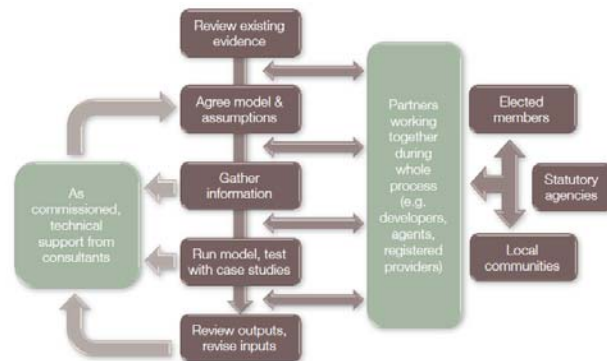 Review existing
evidence
Agree model &
assumptions
Gather
information
Run model, test
with case studies
Review outputs,
revise inputs
As
commissioned,
technical
support from
consultants
Partners
working
together
during
whole
process
(e.g.
developers,
agents,
registered
providers)
Elected
members
Statutory
agencies
Local
communities